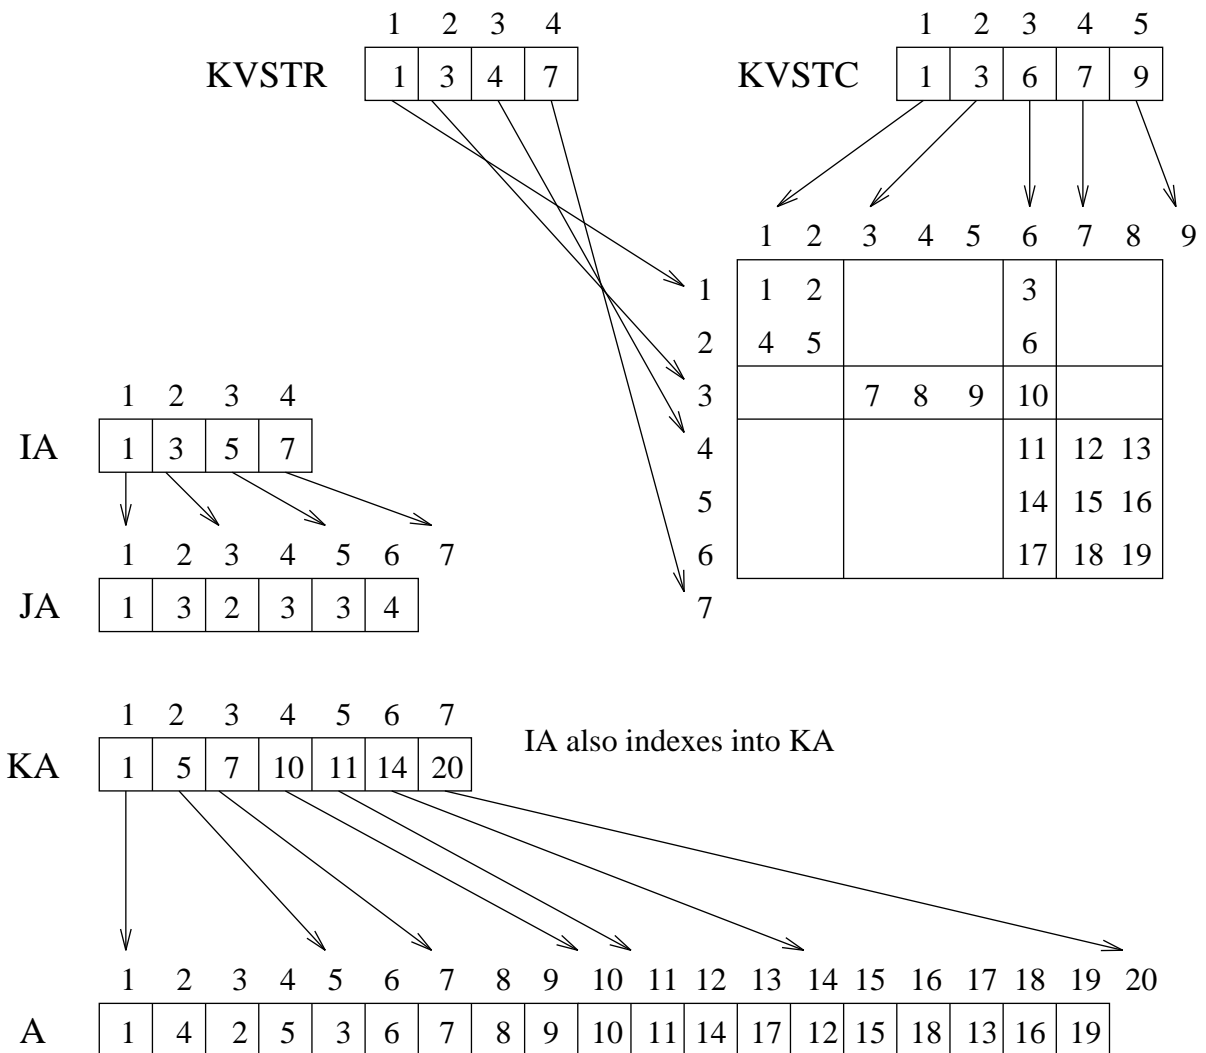 1 2 3 4
KVSTR 1 3 4 7
1 2 3 4 5
KVSTC 1 3 6 7 9
1 2 3 4 5 6 7 8 9
1 1 2 3
2 4 5 6
3 7 8 9 10
4 11 12 13
5 14 15 16
6 17 18 19
7
1 2 3 4
IA 1 3 5 7
1 2 3 4 5 6 7
JA 1 3 2 3 3 4
1 2 3 4 5 6 7
KA 1 5 7 10 11 14 20
IA also indexes into KA
1 2 3 4 5 6 7 8 9 10 11 12 13 14 15 16 17 18 19 20
A 1 4 2 5 3 6 7 8 9 10 11 14 17 12 15 18 13 16 19